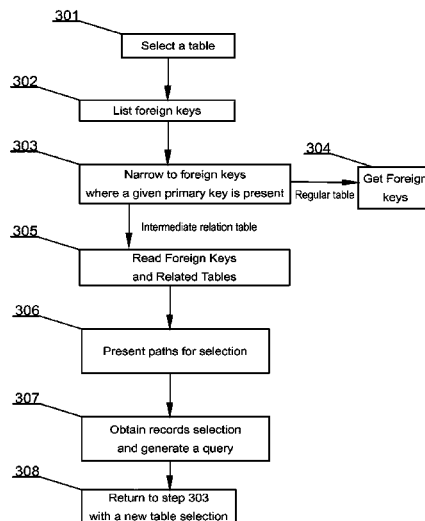 301
Select a table
302
List foreign keys
303
304
Narrow to foreign keys
where a given primary key is present
Regular table
Get Foreign
keys
Intermediate relation table
305
Read Foreign Keys
and Related Tables
306
Present paths for selection
307
Obtain records selection
and generate a query
308
Return to step 303
with a new table selection